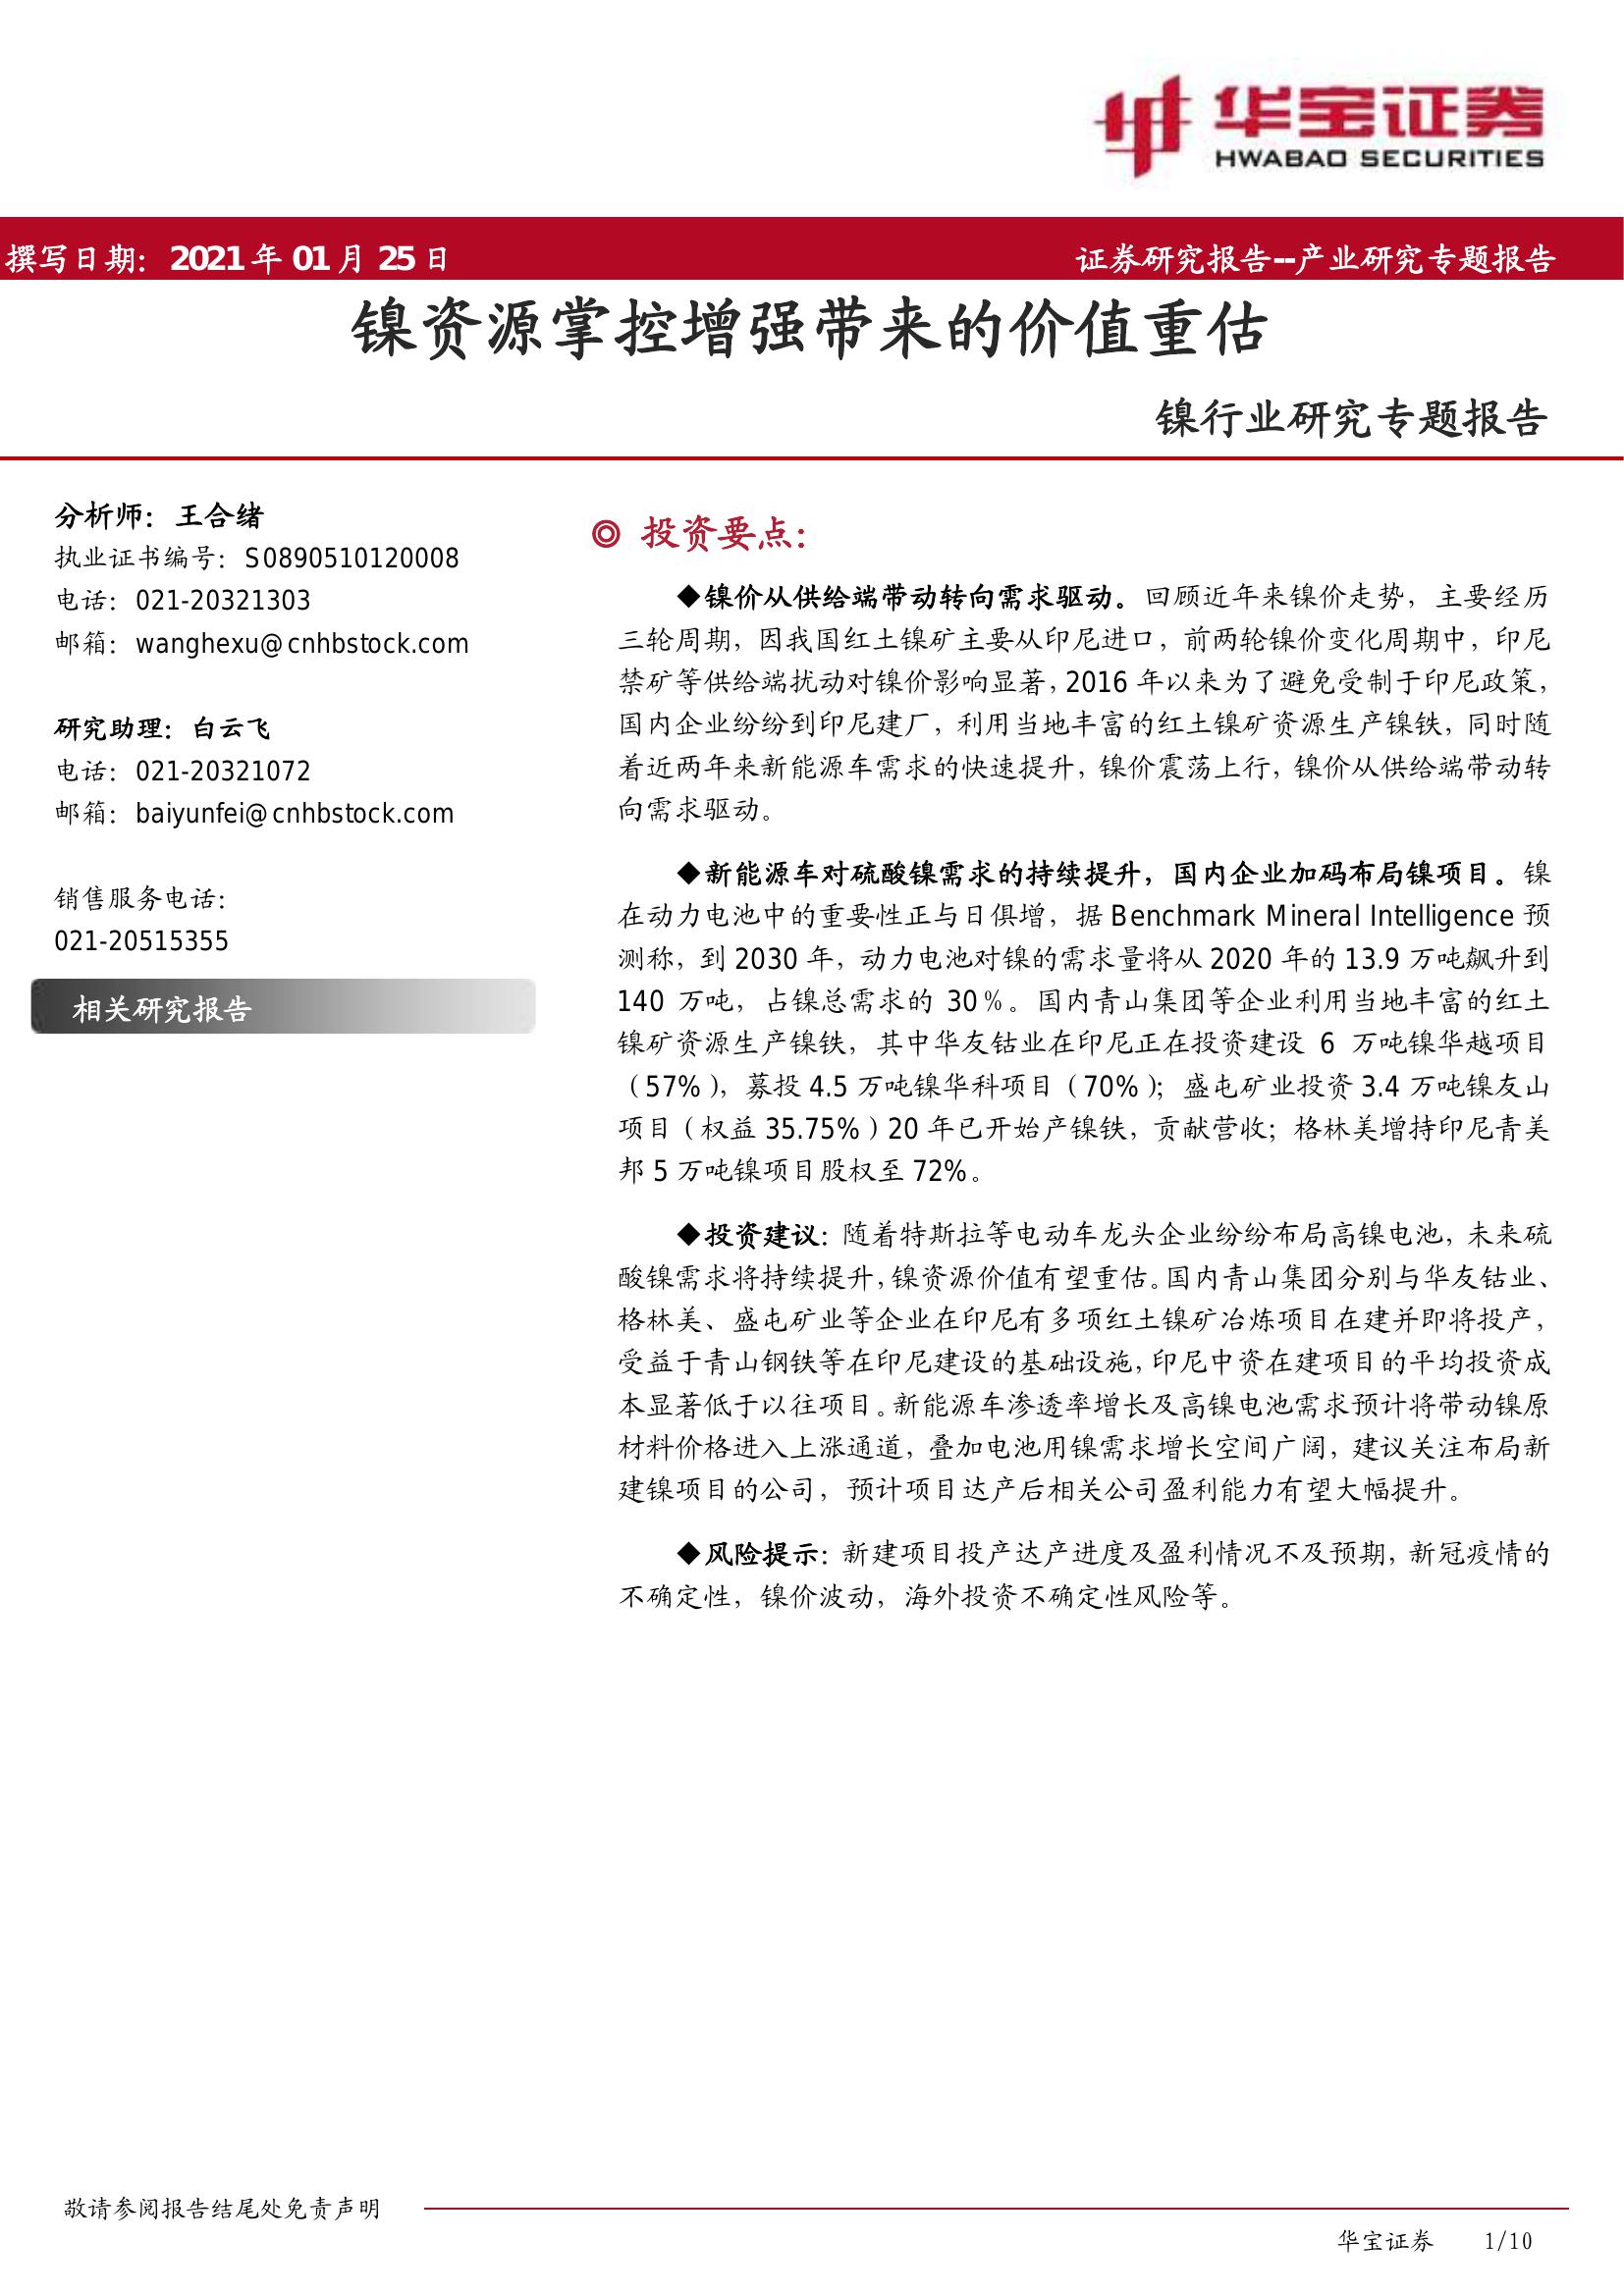 华宝证券
HWABAO SECURITIES
撰写日期：2021 年 01 月 25 日
证券研究报告--产业研究专题报告
镍资源掌控增强带来的价值重估
镍行业研究专题报告
分析师：王合绪
执业证书编号：S0890510120008
电话：021-20321303
邮箱：wanghexu@cnhbstock.com
研究助理：白云飞
电话：021-20321072
邮箱：baiyunfei@cnhbstock.com
销售服务电话：
021-20515355
相关研究报告
◎ 投资要点：
◆镍价从供给端带动转向需求驱动。回顾近年来镍价走势，主要经历
三轮周期，因我国红土镍矿主要从印尼进口，前两轮镍价变化周期中，印尼
禁矿等供给端扰动对镍价影响显著，2016 年以来为了避免受制于印尼政策，
国内企业纷纷到印尼建厂，利用当地丰富的红土镍矿资源生产镍铁，同时随
着近两年来新能源车需求的快速提升，镍价震荡上行，镍价从供给端带动转
向需求驱动。
◆新能源车对硫酸镍需求的持续提升，国内企业加码布局镍项目。镍
在动力电池中的重要性正与日俱增，据 Benchmark Mineral Intelligence 预
测称，到 2030 年，动力电池对镍的需求量将从 2020 年的 13.9 万吨飙升到
140 万吨，占镍总需求的 30％。国内青山集团等企业利用当地丰富的红土
镍矿资源生产镍铁，其中华友钴业在印尼正在投资建设 6 万吨镍华越项目
（57%），募投 4.5 万吨镍华科项目（70%）；盛屯矿业投资 3.4 万吨镍友山
项目（权益 35.75%）20 年已开始产镍铁，贡献营收；格林美增持印尼青美
邦 5 万吨镍项目股权至 72%。
◆投资建议：随着特斯拉等电动车龙头企业纷纷布局高镍电池，未来硫
酸镍需求将持续提升，镍资源价值有望重估。国内青山集团分别与华友钴业、
格林美、盛屯矿业等企业在印尼有多项红土镍矿冶炼项目在建并即将投产，
受益于青山钢铁等在印尼建设的基础设施，印尼中资在建项目的平均投资成
本显著低于以往项目。新能源车渗透率增长及高镍电池需求预计将带动镍原
材料价格进入上涨通道，叠加电池用镍需求增长空间广阔，建议关注布局新
建镍项目的公司，预计项目达产后相关公司盈利能力有望大幅提升。
◆风险提示：新建项目投产达产进度及盈利情况不及预期，新冠疫情的
不确定性，镍价波动，海外投资不确定性风险等。
敬请参阅报告结尾处免责声明
华宝证券 1/10